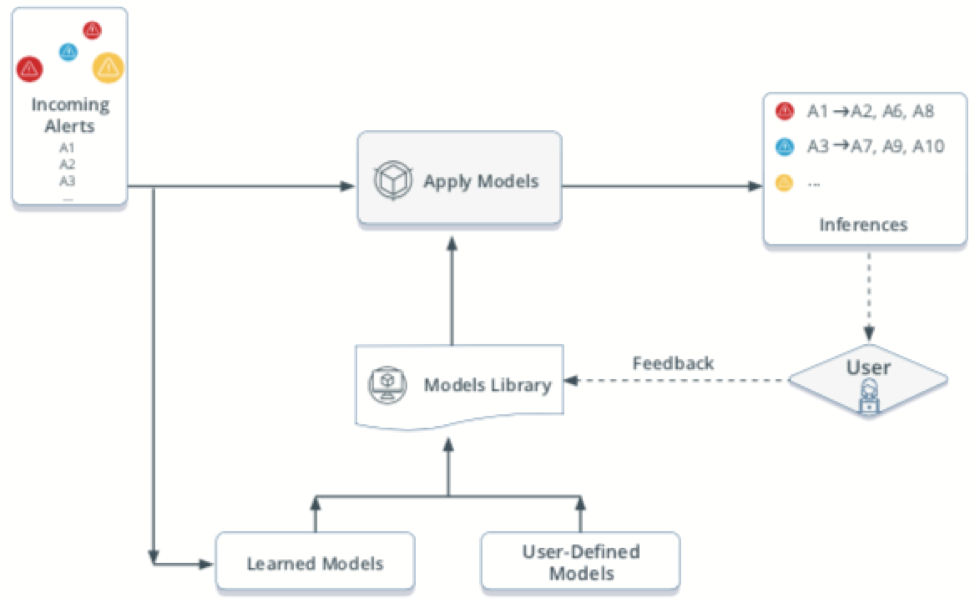 Incoming
Alerts
A1
A2
A3
...
Apply Models
A1→A2, A6, A8
A3→A7, A9, A10
...
Inferences
Models Library
Feedback
User
Learned Models
User-Defined
Models